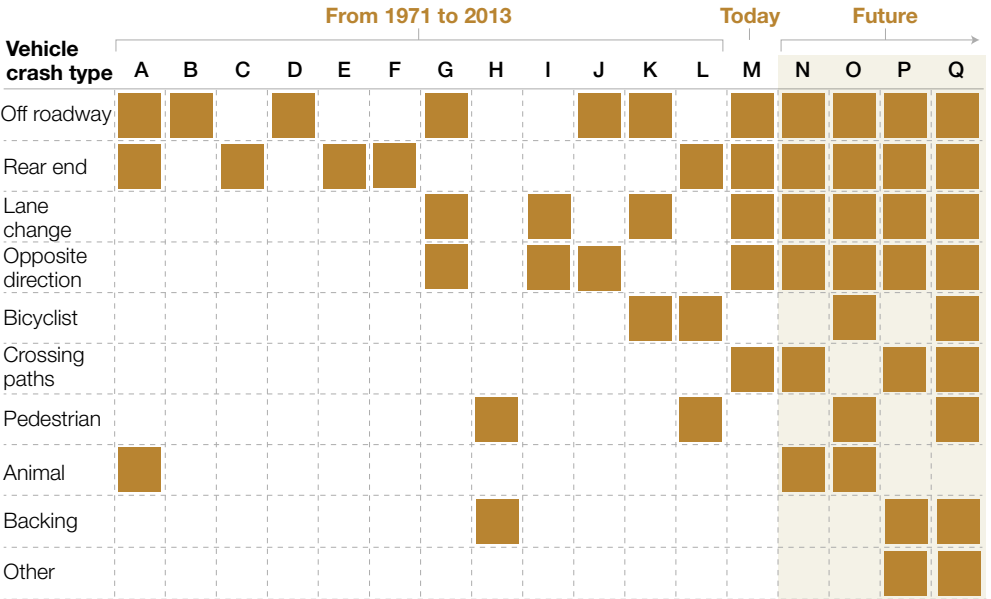 From 1971 to 2013 Today Future
Vehicle
crash type A B C D E F G H I J K L M N O P Q
Off roadway
Rear end
Lane
change
Opposite
direction
Bicyclist
Crossing
paths
Pedestrian
Animal
Backing
Other